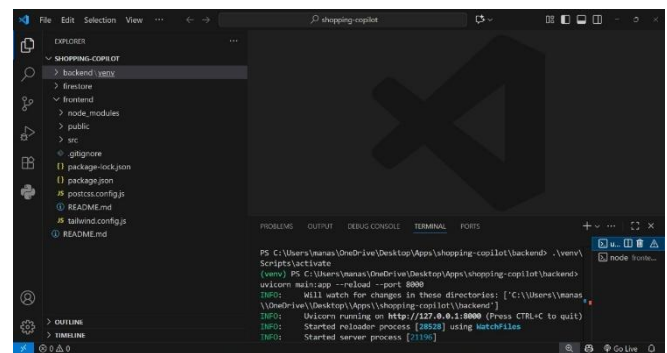 File Edit Selection View ...
shopping-copilot
EXPLORER ...
SHOPPING-COPILOT
backend \ venv
firestore
frontend
node_modules
public
src
.gitignore
{} package-lock.json
{} package.json
JS postcss.config.js
README.md
JS tailwind.config.js
README.md
OUTLINE
TIMELINE
PROBLEMS OUTPUT DEBUG CONSOLE TERMINAL PORTS
PS C:\Users\manas\OneDrive\Desktop\Apps\shopping-copilot\backend> .\venv\
Scripts\activate
(venv) PS C:\Users\manas\OneDrive\Desktop\Apps\shopping-copilot\backend>
uvicorn main:app --reload --port 8000
INFO: Will watch for changes in these directories: ['C:\\Users\\manas
\\OneDrive\\Desktop\\Apps\\shopping-copilot\\backend']
INFO: Uvicorn running on http://127.0.0.1:8000 (Press CTRL+C to quit)
INFO: Started reloader process [28528] using WatchFiles
INFO: Started server process [21196]
u...
node fronte...
0 0
Go Live